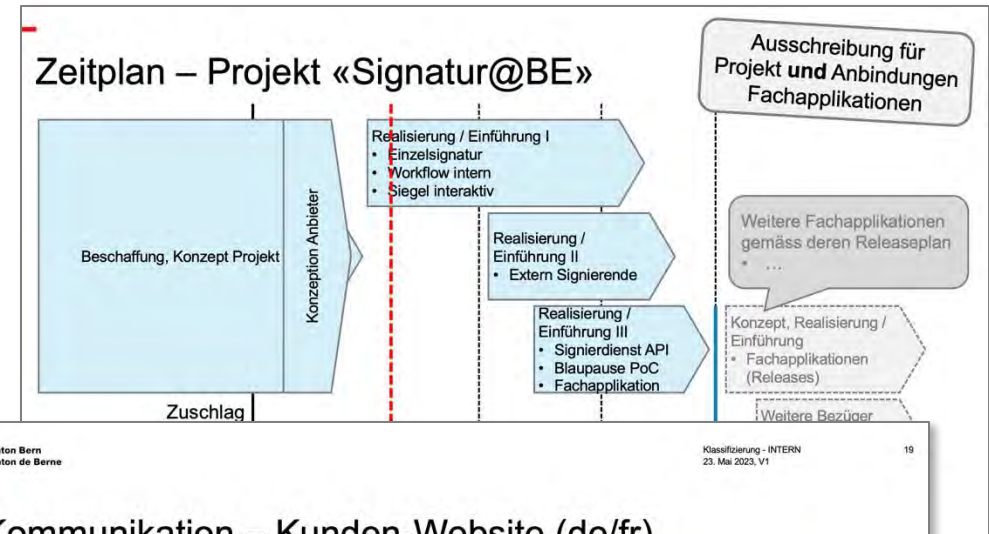 Zeitplan – Projekt «Signatur@BE»
Ausschreibung für
Projekt und Anbindungen
Fachapplikationen
Beschaffung, Konzept Projekt
Konzeption Anbieter
Realisierung / Einführung I
• Einzelsignatur
• Workflow intern
• Siegel interaktiv
Realisierung /
Einführung II
• Extern Signierende
Realisierung /
Einführung III
• Signierdienst API
• Blaupause PoC
• Fachapplikation
Weitere Fachapplikationen
gemäss deren Releaseplan
• …
Konzept, Realisierung /
Einführung
• Fachapplikationen
(Releases)
Weitere Bezüger
Zuschlag
ton Bern
ton de Berne
Klassifizierung - INTERN
23. Mai 2023, V1
19
Kommunikation – Kunden-Website (de/fr)